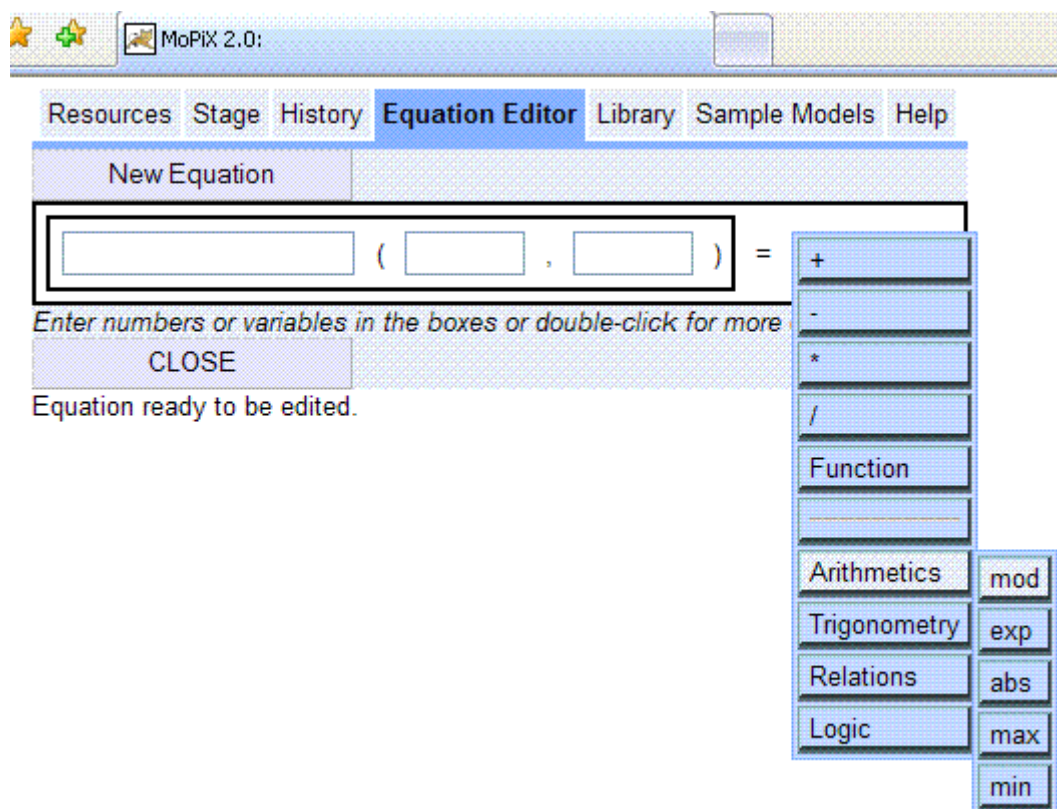 MoPiX 2.0:
Resources Stage History Equation Editor Library Sample Models Help
New Equation
( , ) =
+
Enter numbers or variables in the boxes or double-click for more
-
CLOSE
*
Equation ready to be edited.
/
Function
Arithmetics
mod
Trigonometry
exp
Relations
abs
Logic
max
min